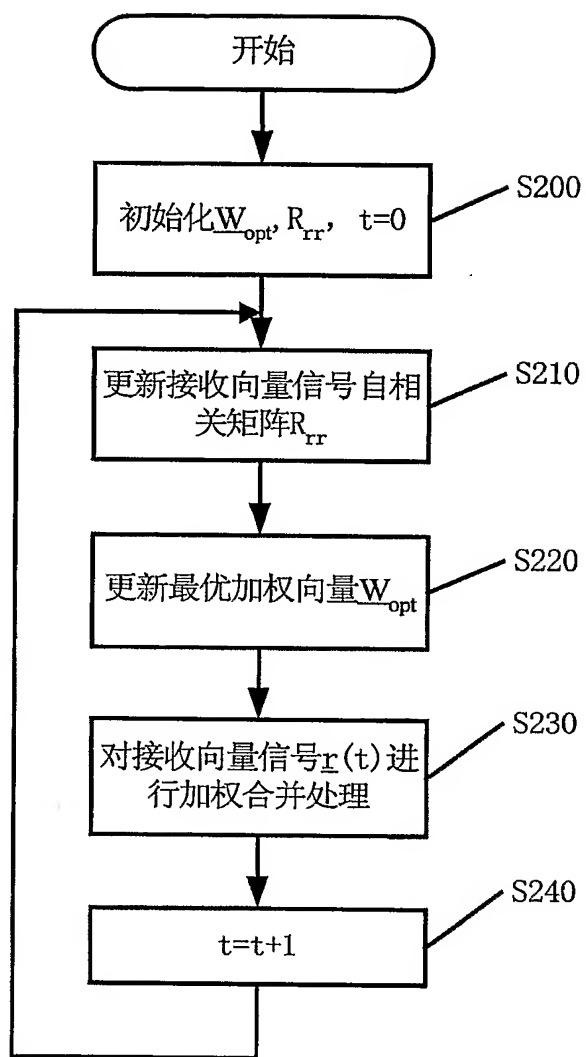 开始
初始化W_opt, R_rr, t=0
S200
更新接收向量信号自相
关矩阵R_rr
S210
更新最优加权向量W_opt
S220
对接收向量信号r(t)进
行加权合并处理
S230
t=t+1
S240